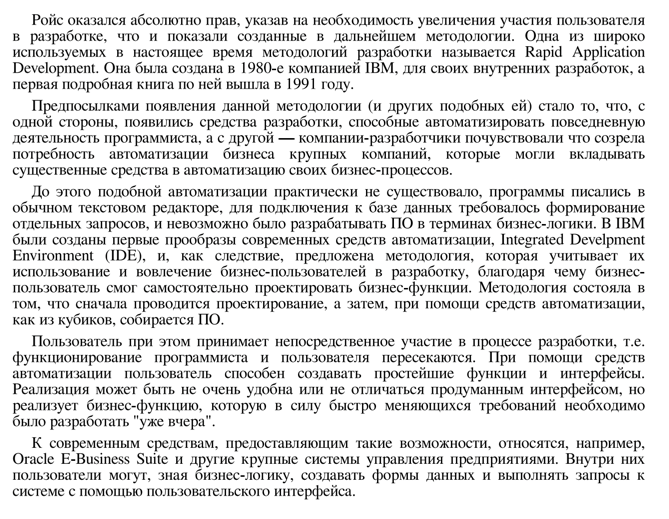 Ройс оказался абсолютно прав, указав на необходимость увеличения участия пользователя
в разработке, что и показали созданные в дальнейшем методологии. Одна из широко
используемых в настоящее время методологий разработки называется Rapid Application
Development. Она была создана в 1980-е компанией IBM, для своих внутренних разработок, а
первая подробная книга по ней вышла в 1991 году.
Предпосылками появления данной методологии (и других подобных ей) стало то, что, с
одной стороны, появились средства разработки, способные автоматизировать повседневную
деятельность программиста, а с другой — компании-разработчики почувствовали что созрела
потребность автоматизации бизнеса крупных компаний, которые могли вкладывать
существенные средства в автоматизацию своих бизнес-процессов.
До этого подобной автоматизации практически не существовало, программы писались в
обычном текстовом редакторе, для подключения к базе данных требовалось формирование
отдельных запросов, и невозможно было разрабатывать ПО в терминах бизнес-логики. В IBM
были созданы первые прообразы современных средств автоматизации, Integrated Develpment
Environment (IDE), и, как следствие, предложена методология, которая учитывает их
использование и вовлечение бизнес-пользователей в разработку, благодаря чему бизнес-
пользователь смог самостоятельно проектировать бизнес-функции. Методология состояла в
том, что сначала проводится проектирование, а затем, при помощи средств автоматизации,
как из кубиков, собирается ПО.
Пользователь при этом принимает непосредственное участие в процессе разработки, т.е.
функционирование программиста и пользователя пересекаются. При помощи средств
автоматизации пользователь способен создавать простейшие функции и интерфейсы.
Реализация может быть не очень удобна или не отличаться продуманным интерфейсом, но
реализует бизнес-функцию, которую в силу быстро меняющихся требований необходимо
было разработать "уже вчера".
К современным средствам, предоставляющим такие возможности, относятся, например,
Oracle E-Business Suite и другие крупные системы управления предприятиями. Внутри них
пользователи могут, зная бизнес-логику, создавать формы данных и выполнять запросы к
системе с помощью пользовательского интерфейса.